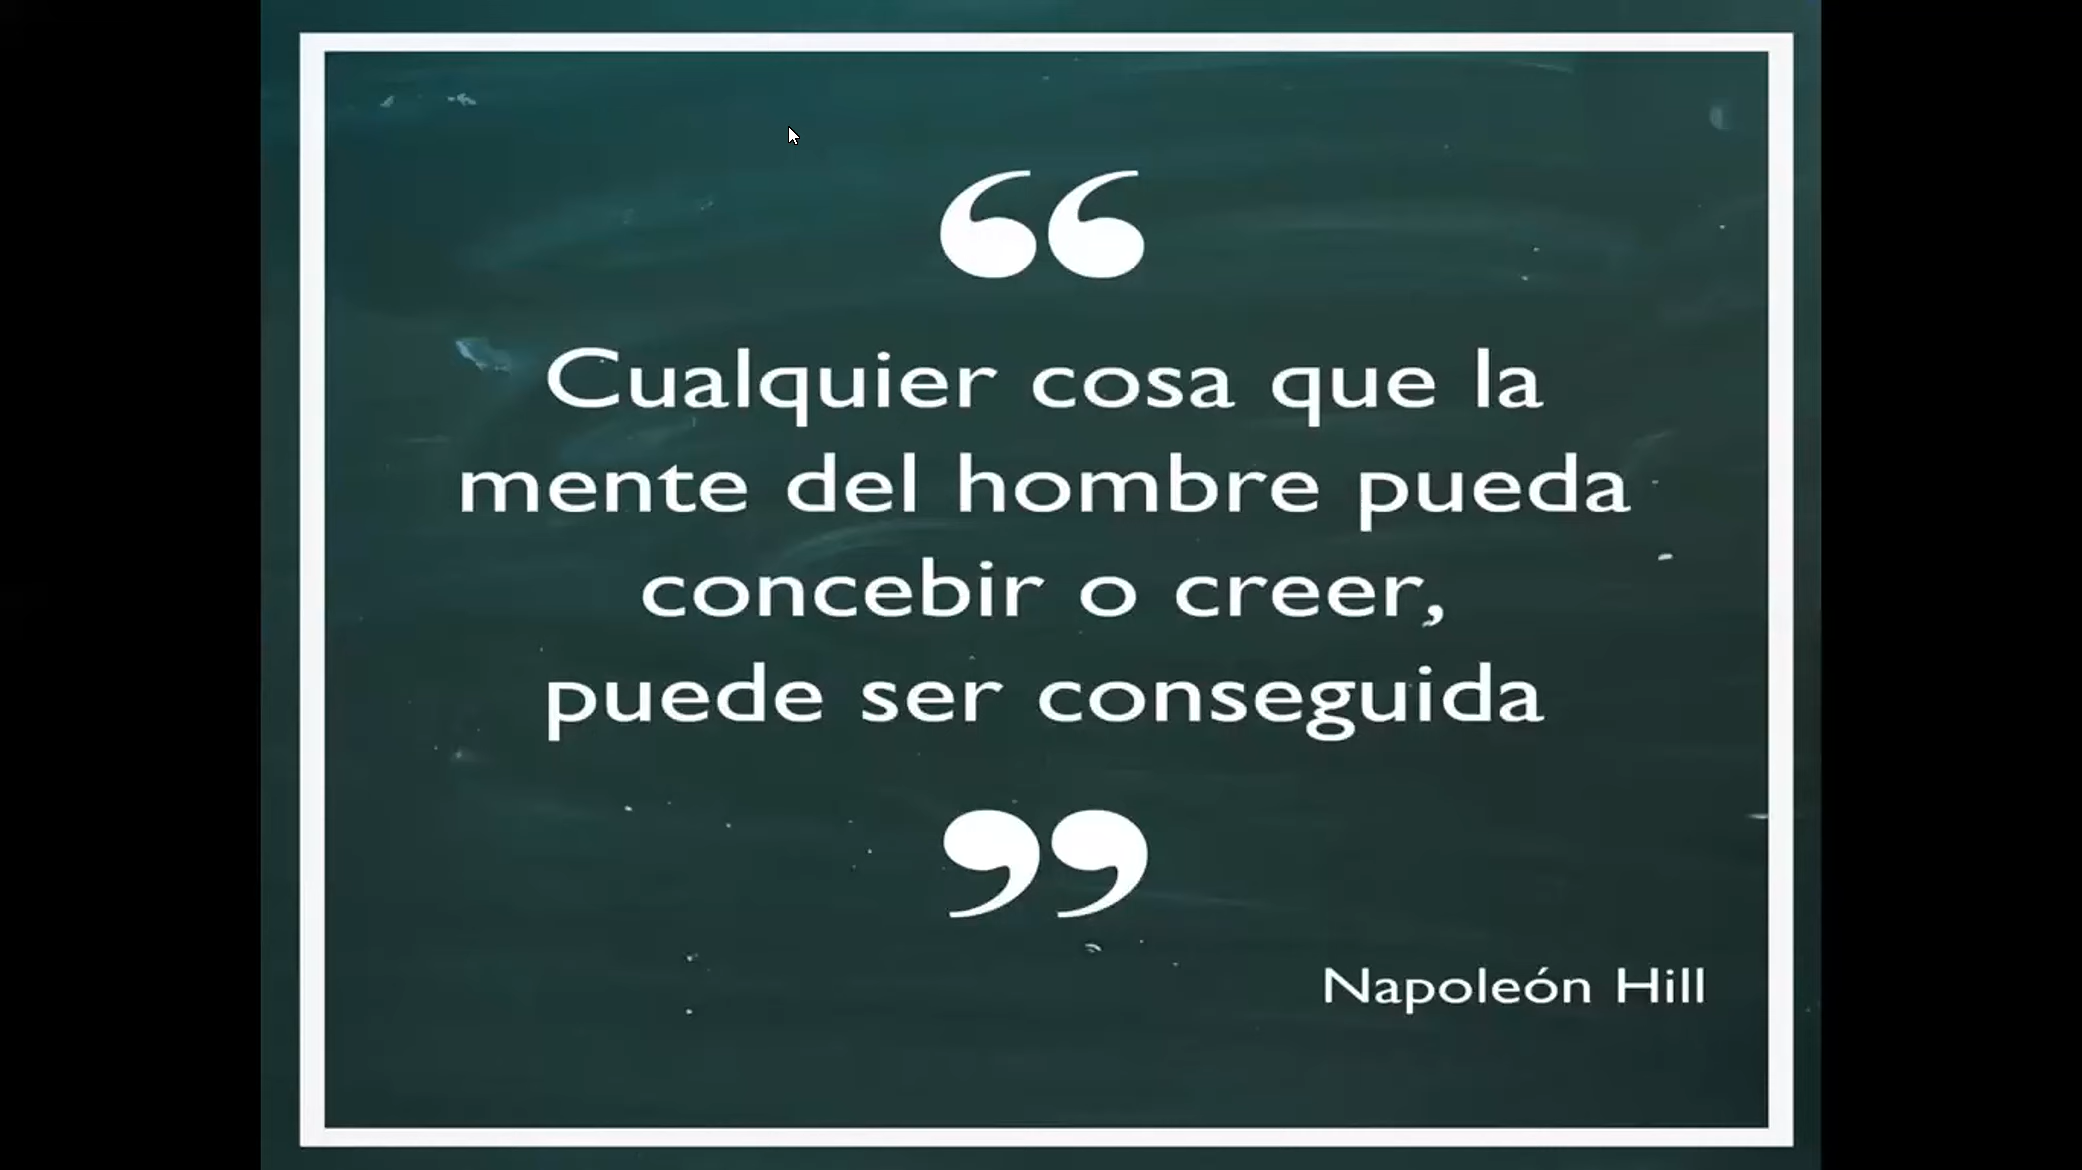 “
Cualquier cosa que la
mente del hombre pueda
concebir o creer,
puede ser conseguida
”
Napoleón Hill